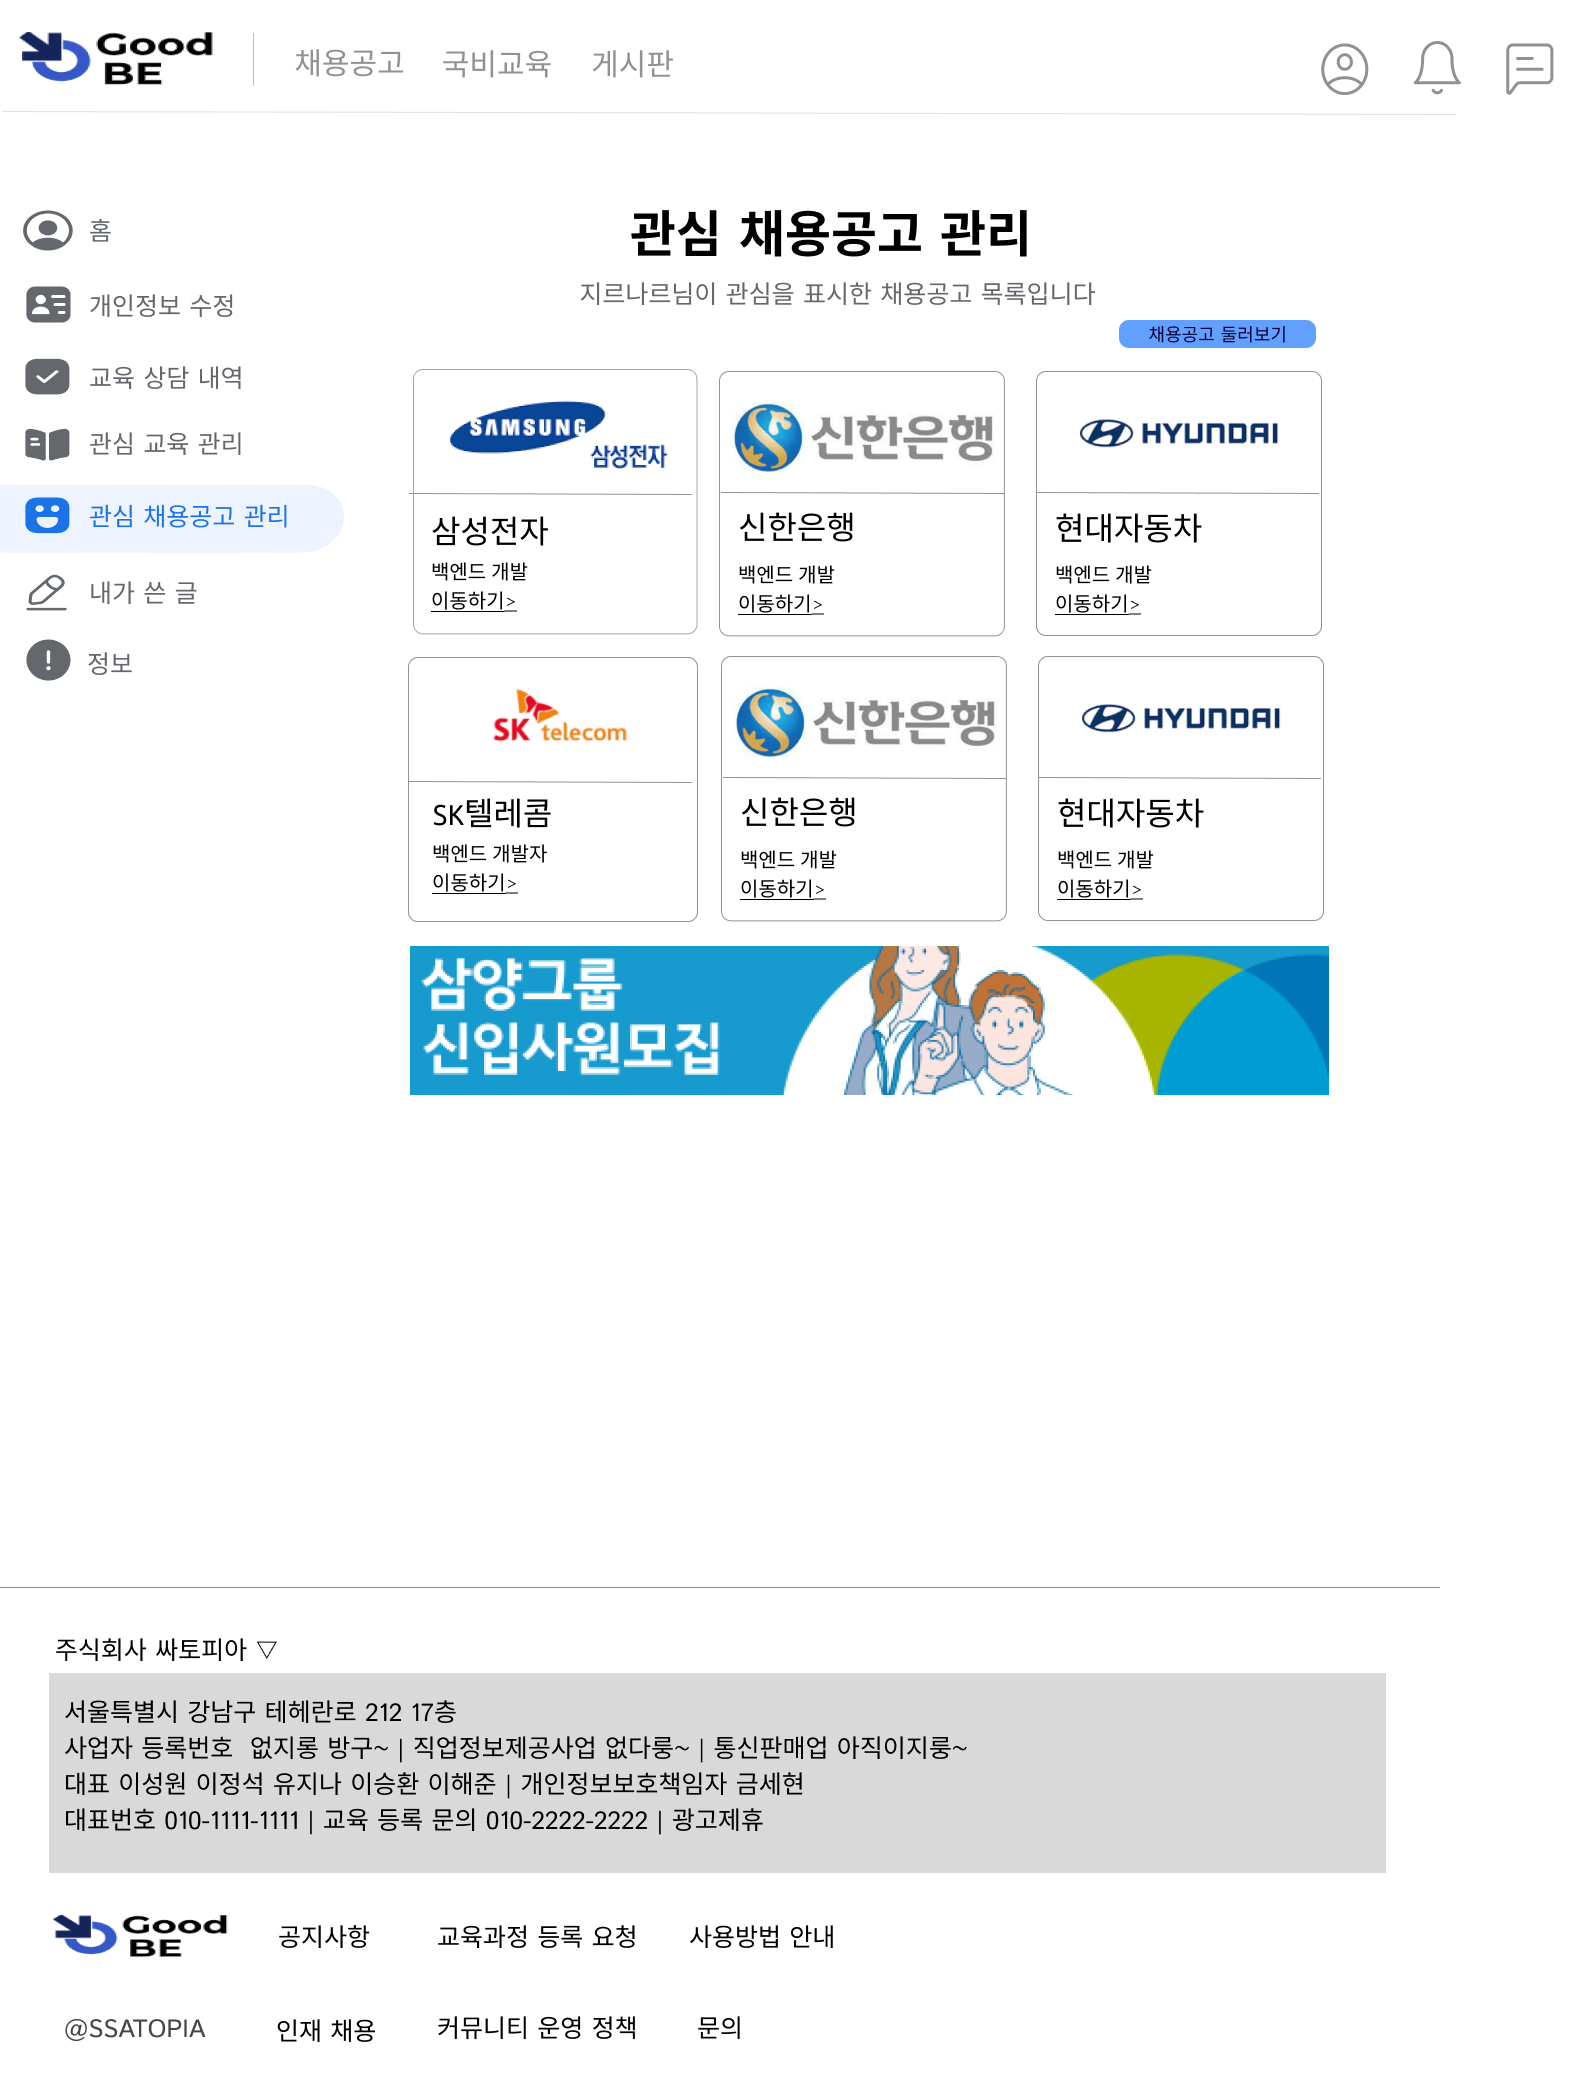 Good
BE
채용공고
국비교육
게시판
홈
개인정보 수정
교육 상담 내역
관심 교육 관리
관심 채용공고 관리
내가 쓴 글
정보
관심 채용공고 관리
지르나르님이 관심을 표시한 채용공고 목록입니다
채용공고 둘러보기
SAMSUNG
삼성전자
삼성전자
백엔드 개발
이동하기>
신한은행
신한은행
백엔드 개발
이동하기>
HYUNDAI
현대자동차
백엔드 개발
이동하기>
SK telecom
SK텔레콤
백엔드 개발자
이동하기>
신한은행
신한은행
백엔드 개발
이동하기>
HYUNDAI
현대자동차
백엔드 개발
이동하기>
삼양그룹
신입사원모집
주식회사 싸토피아 ▽
서울특별시 강남구 테헤란로 212 17층
사업자 등록번호  없지롱 방구~ | 직업정보제공사업 없다룽~ | 통신판매업 아직이지룽~
대표 이성원 이정석 유지나 이승환 이해준 | 개인정보보호책임자 금세현
대표번호 010-1111-1111 | 교육 등록 문의 010-2222-2222 | 광고제휴
Good
BE
공지사항
교육과정 등록 요청
사용방법 안내
@SSATOPIA
인재 채용
커뮤니티 운영 정책
문의